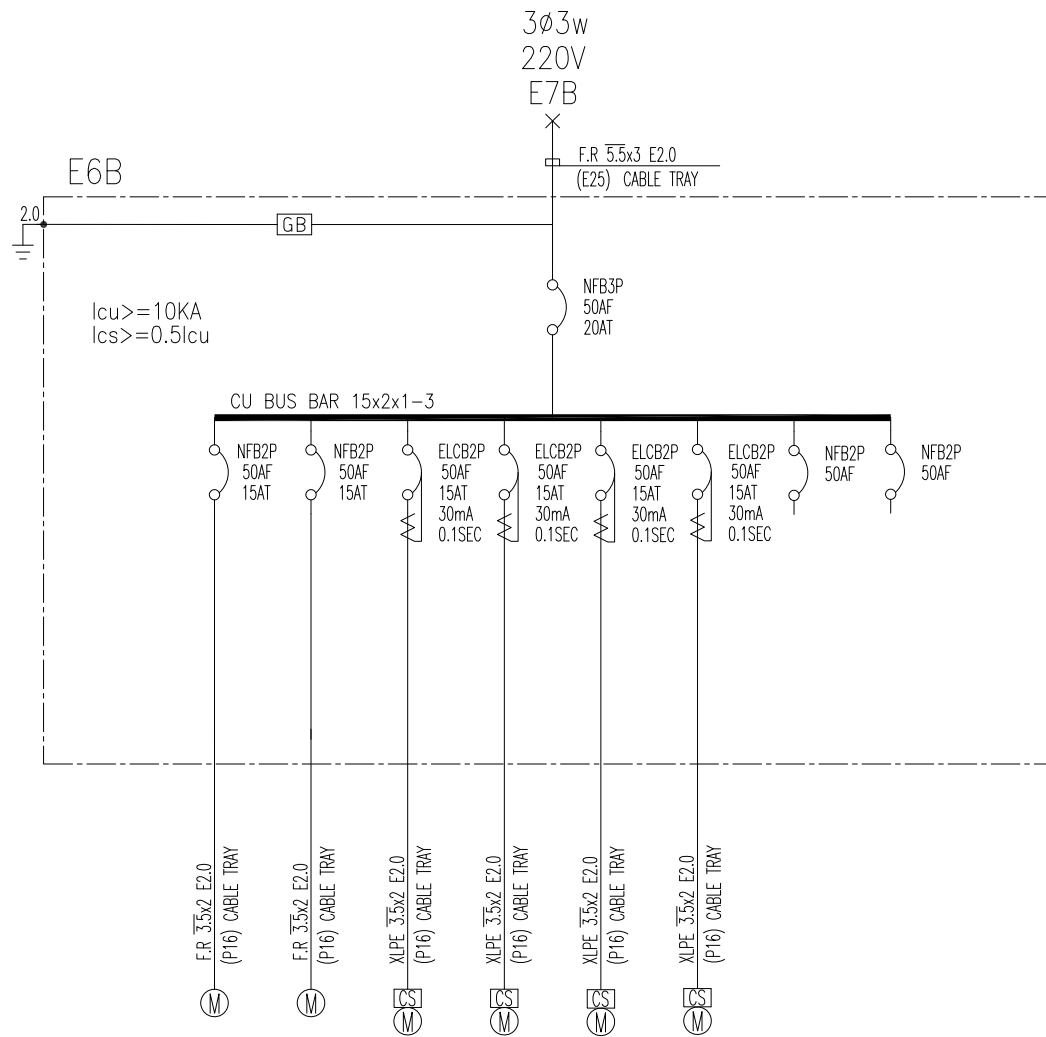 3ø3w
220V
E7B
F.R 5.5x3 E2.0
(E25) CABLE TRAY
E6B
2.0
GB
NFB3P
50AF
20AT
Icu>=10KA
Ics>=0.5Icu
CU BUS BAR 15x2x1-3
NFB2P
50AF
15AT
NFB2P
50AF
15AT
ELCB2P
50AF
15AT
30mA
0.1SEC
ELCB2P
50AF
15AT
30mA
0.1SEC
ELCB2P
50AF
15AT
30mA
0.1SEC
ELCB2P
50AF
15AT
30mA
0.1SEC
NFB2P
50AF
NFB2P
50AF
F.R 3.5x2 E2.0
(P16) CABLE TRAY
F.R 3.5x2 E2.0
(P16) CABLE TRAY
XLPE 3.5x2 E2.0
(P16) CABLE TRAY
XLPE 3.5x2 E2.0
(P16) CABLE TRAY
XLPE 3.5x2 E2.0
(P16) CABLE TRAY
XLPE 3.5x2 E2.0
(P16) CABLE TRAY
M
M
CS
M
CS
M
CS
M
CS
M